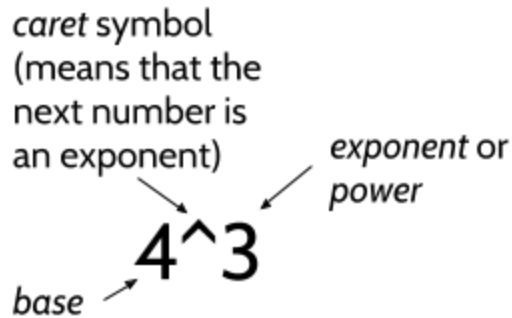 caret symbol
(means that the
next number is
an exponent)
exponent or
power
4^3
base